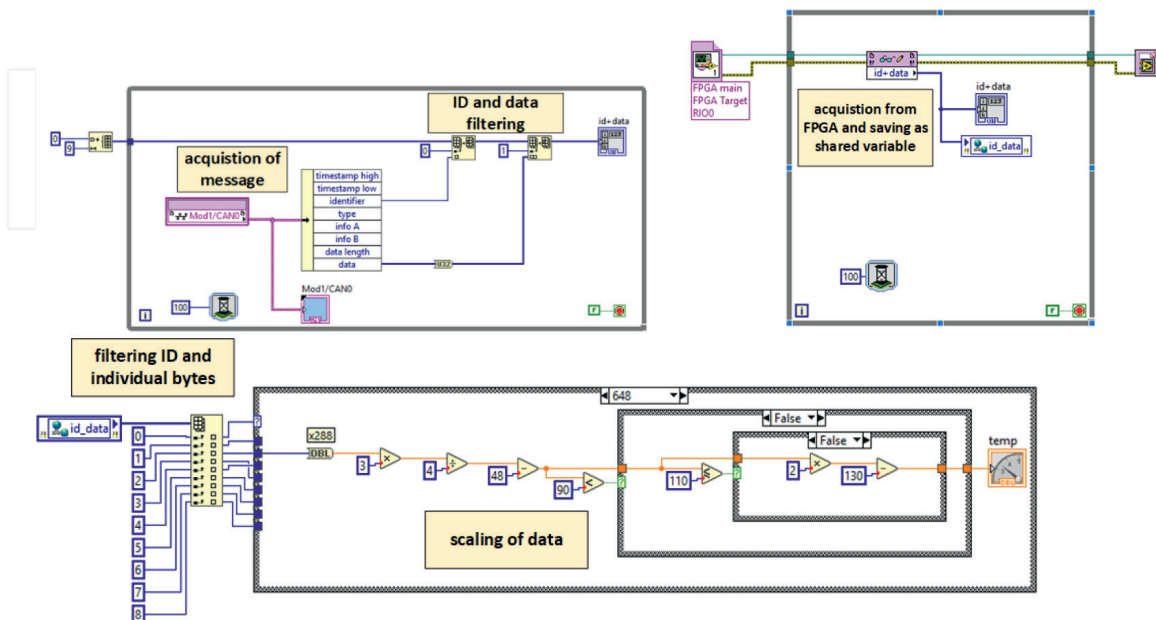 ID and data
filtering
id+data
0
9
0
1
acquistion of
message
timestamp high
timestamp low
identifier
type
info A
info B
data length
data
Mod1/CAN0
U32
Mod1/CAN0
100
i
F
1
FPGA main
FPGA Target
RIO0
id+data
id+data
acquistion from
FPGA and saving as
shared variable
id_data
100
i
F
filtering ID and
individual bytes
id_data
0
1
2
3
4
5
6
7
8
648
?
x288
DBL
3
4
48
90
False
?
110
False
?
2
130
temp
DBL
scaling of data